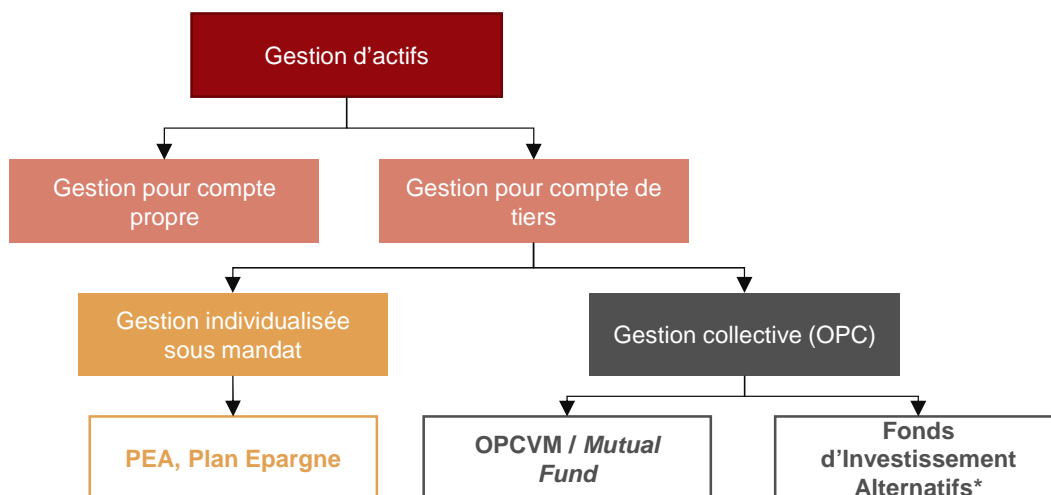 Gestion d'actifs
Gestion pour compte
propre
Gestion pour compte de
tiers
Gestion individualisée
sous mandat
Gestion collective (OPC)
PEA, Plan Epargne
OPCVM / Mutual
Fund
Fonds
d'Investissement
Alternatifs*